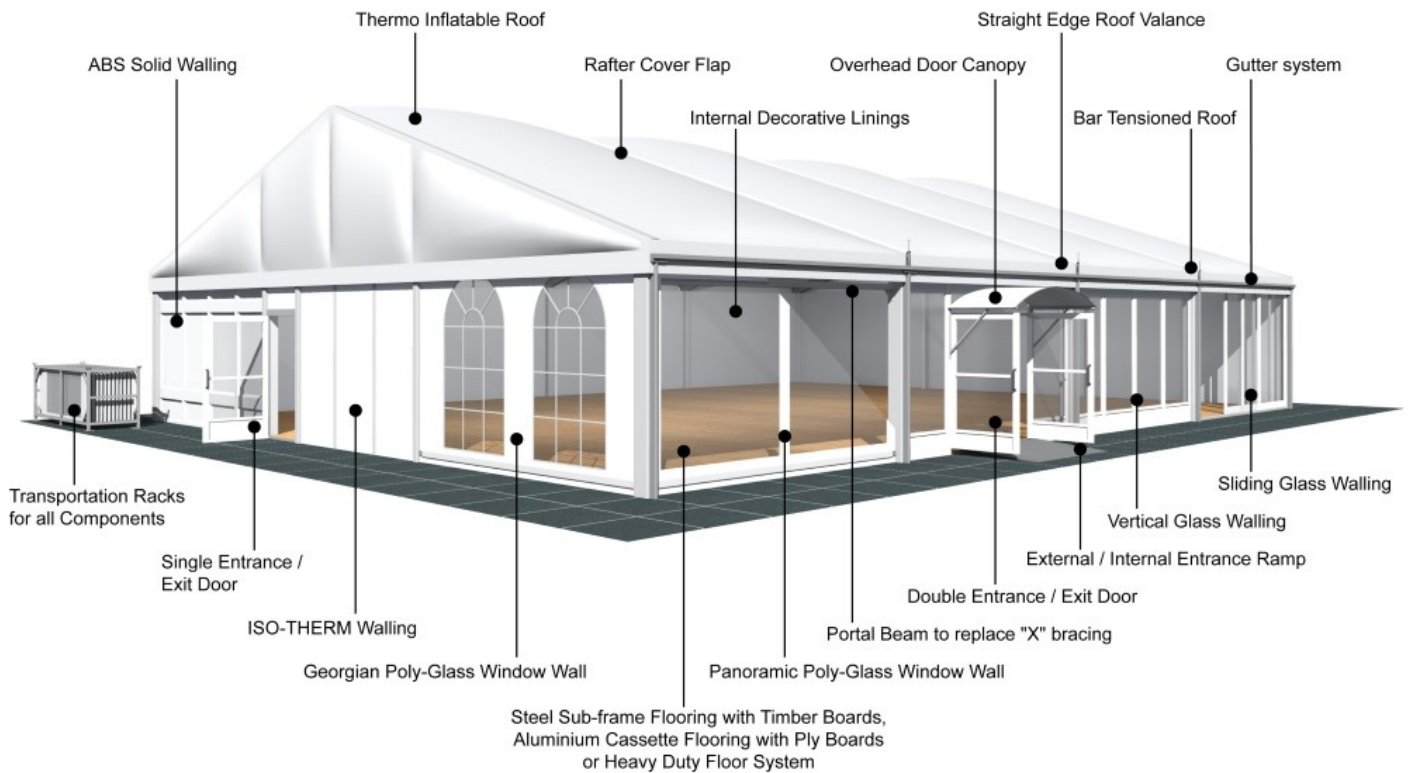 Thermo Inflatable Roof
Straight Edge Roof Valance
ABS Solid Walling
Rafter Cover Flap
Overhead Door Canopy
Gutter system
Internal Decorative Linings
Bar Tensioned Roof
Transportation Racks
for all Components
Sliding Glass Walling
Vertical Glass Walling
Single Entrance /
Exit Door
External / Internal Entrance Ramp
Double Entrance / Exit Door
ISO-THERM Walling
Portal Beam to replace "X" bracing
Georgian Poly-Glass Window Wall
Panoramic Poly-Glass Window Wall
Steel Sub-frame Flooring with Timber Boards,
Aluminium Cassette Flooring with Ply Boards
or Heavy Duty Floor System